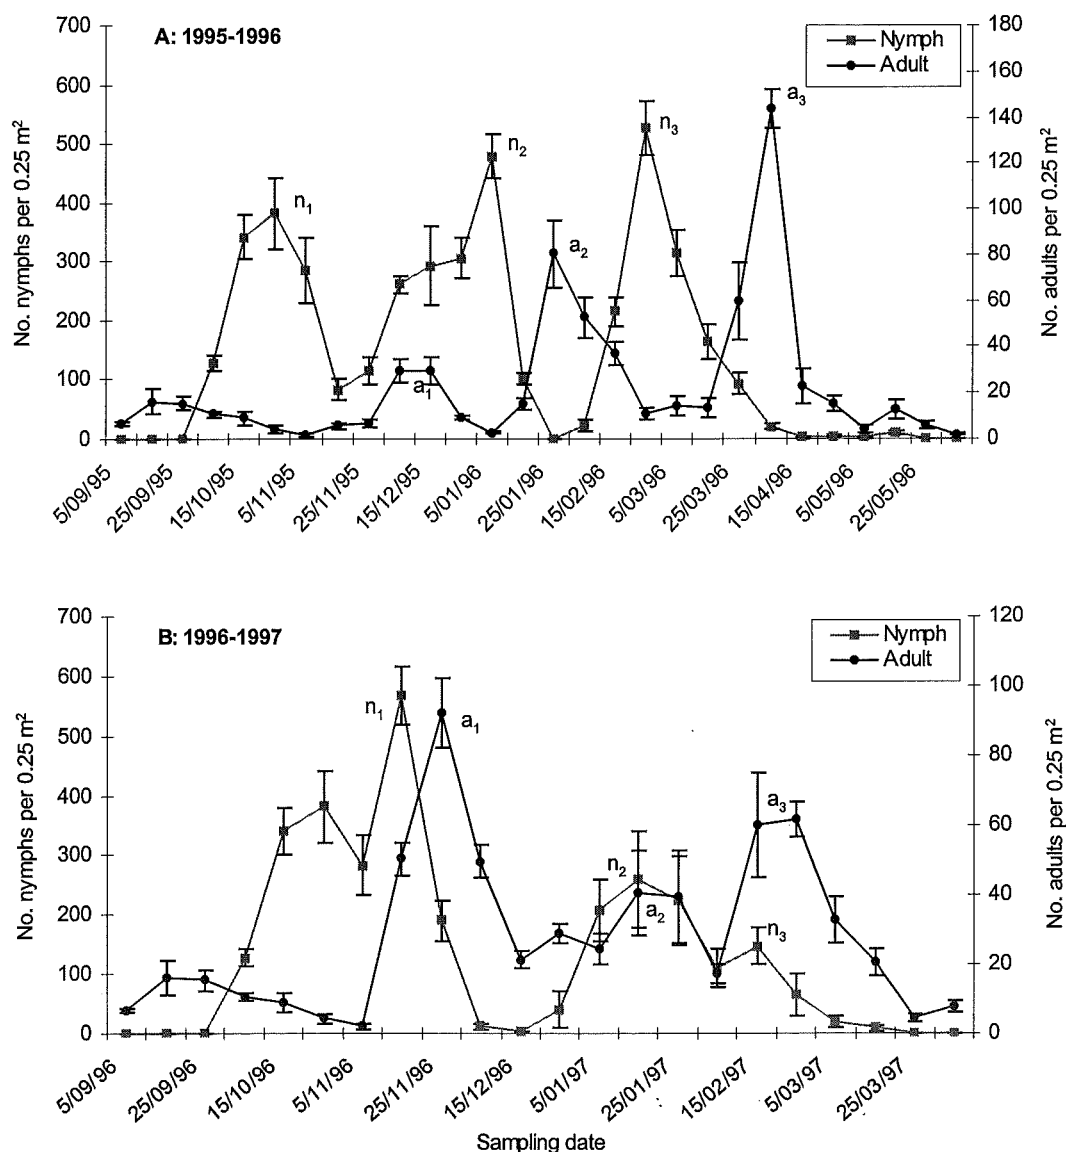 A: 1995-1996
Nymph
Adult
No. nymphs per 0.25 m²
700
600
500
400
300
200
100
0
180
160
140
120
100
80
60
40
20
0
No. adults per 0.25 m²
n₁
n₂
n₃
a₁
a₂
a₃
5/09/95
25/09/95
15/10/95
5/11/95
25/11/95
15/12/95
5/01/96
25/01/96
15/02/96
5/03/96
25/03/96
15/04/96
5/05/96
25/05/96
B: 1996-1997
Nymph
Adult
No. nymphs per 0.25 m²
700
600
500
400
300
200
100
0
120
100
80
60
40
20
0
No. adults per 0.25 m²
n₁
a₁
n₂
a₂
a₃
n₃
5/09/96
25/09/96
15/10/96
5/11/96
25/11/96
15/12/96
5/01/97
25/01/97
15/02/97
5/03/97
25/03/97
Sampling date